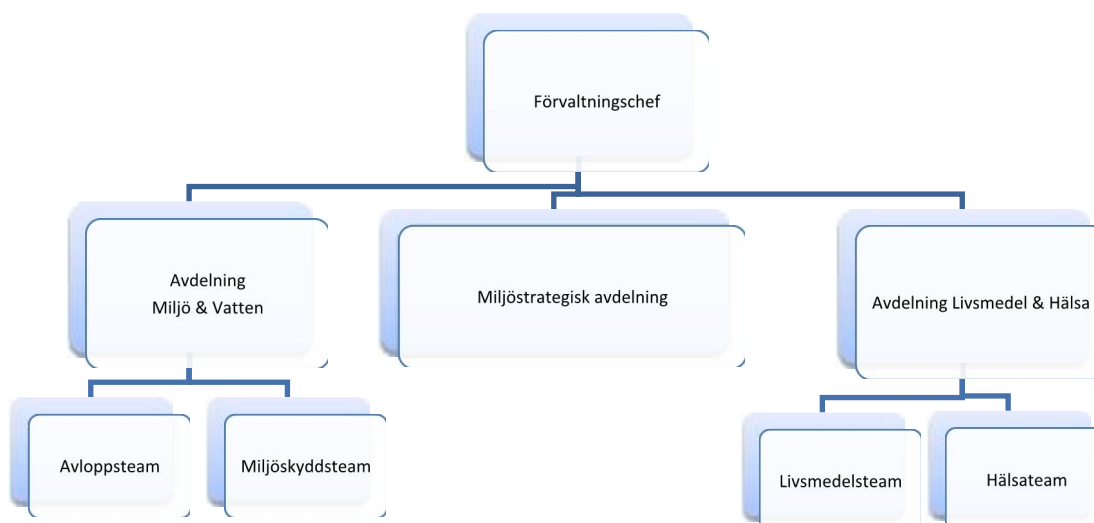 Förvaltningschef
Avdelning
Miljö & Vatten
Miljöstrategisk avdelning
Avdelning Livsmedel & Hälsa
Avloppsteam
Miljöskyddsteam
Livsmedelsteam
Hälsateam